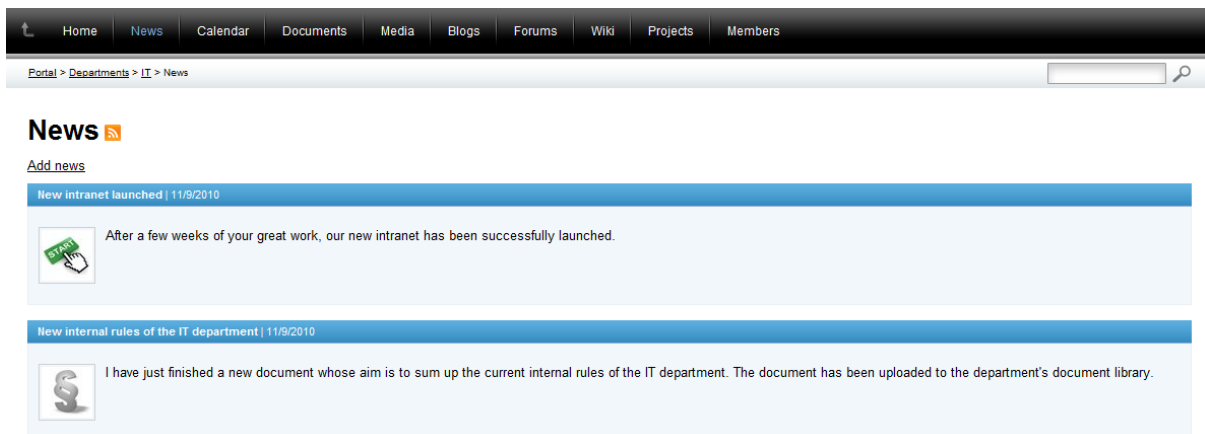 Home News Calendar Documents Media Blogs Forums Wiki Projects Members
Portal > Departments > IT > News
News
Add news
New intranet launched | 11/9/2010
START
After a few weeks of your great work, our new intranet has been successfully launched.
New internal rules of the IT department | 11/9/2010
§
I have just finished a new document whose aim is to sum up the current internal rules of the IT department. The document has been uploaded to the department's document library.